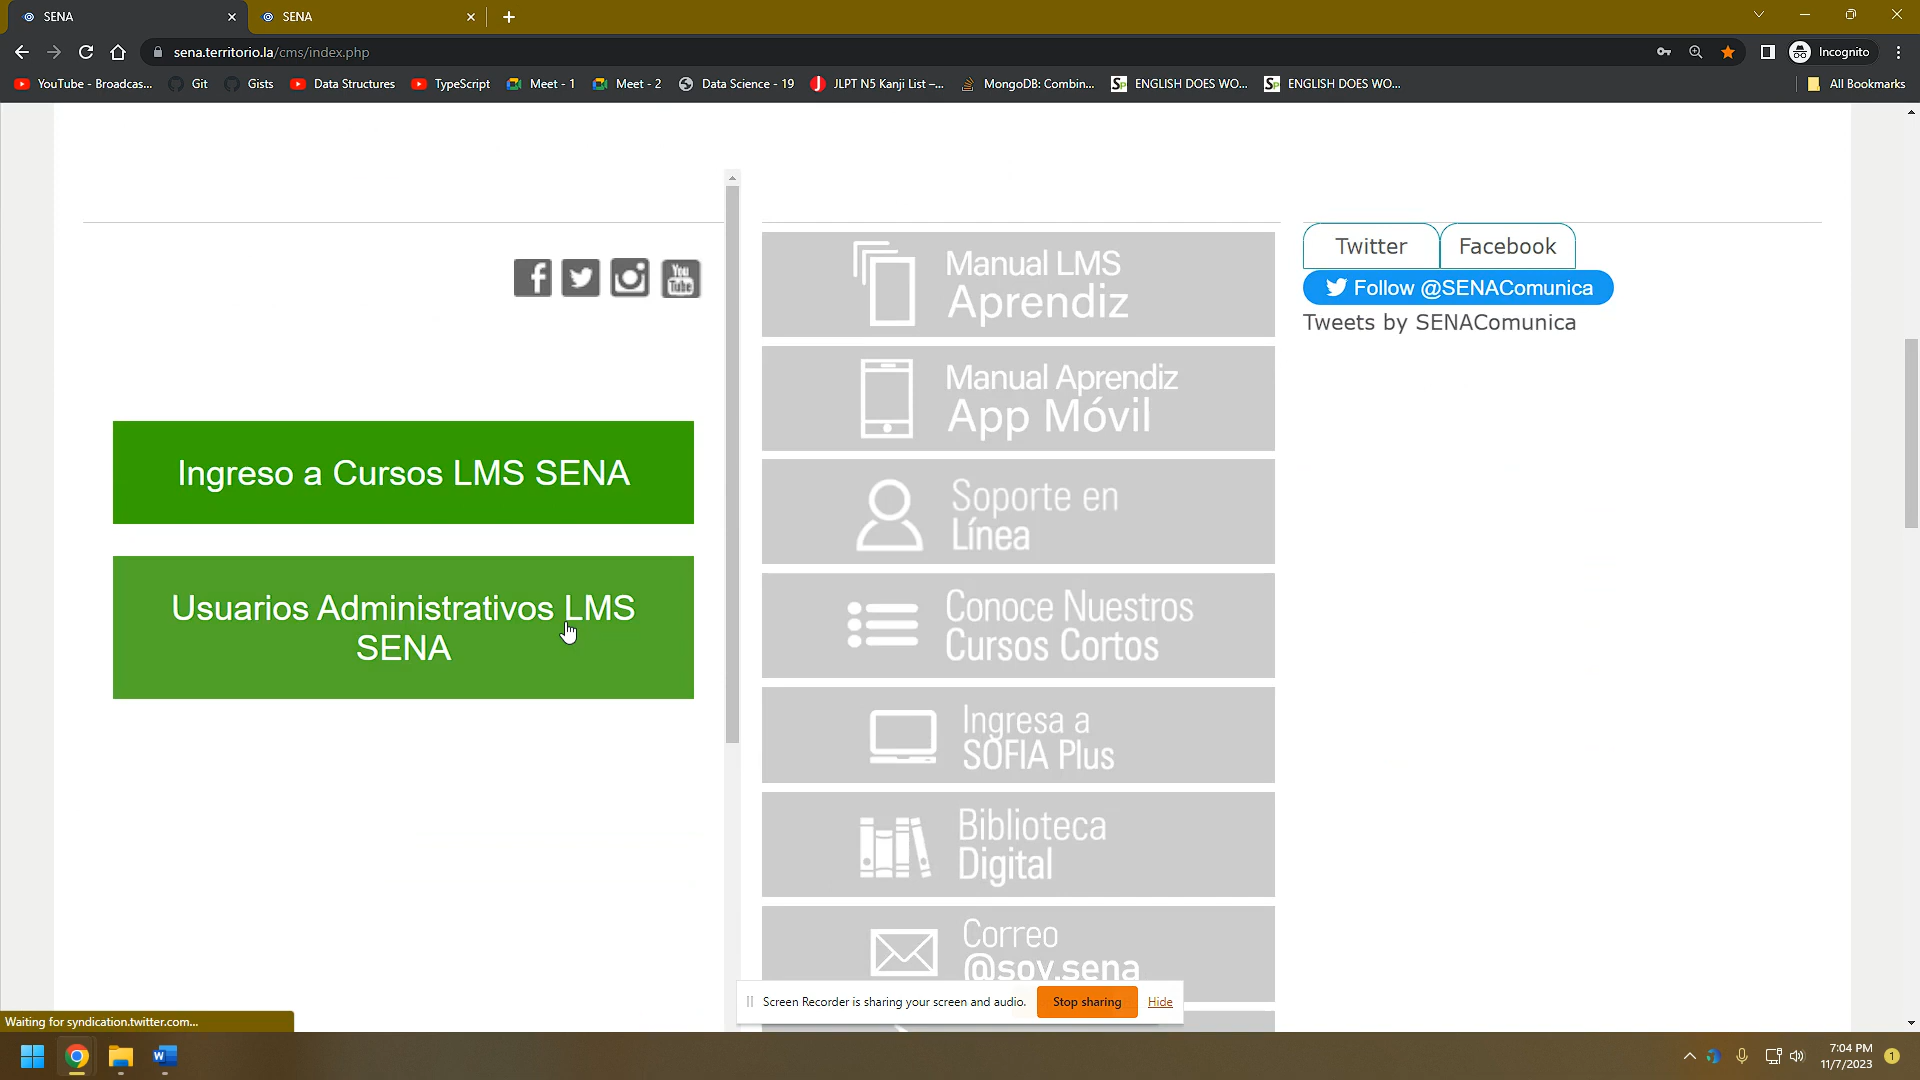 SENA
SENA
sena.territorio.la/cms/index.php
Incognito
YouTube - Broadcas...
Git
Gists
Data Structures
TypeScript
Meet - 1
Meet - 2
Data Science - 19
JLPT N5 Kanji List –...
MongoDB: Combin...
ENGLISH DOES WO...
ENGLISH DOES WO...
All Bookmarks
You
Tube
Ingreso a Cursos LMS SENA
Usuarios Administrativos LMS
SENA
Manual LMS
Aprendiz
Manual Aprendiz
App Móvil
Soporte en
Línea
Conoce Nuestros
Cursos Cortos
Ingresa a
SOFIA Plus
Biblioteca
Digital
Correo
@soy.sena
Twitter
Facebook
Follow @SENAComunica
Tweets by SENAComunica
Screen Recorder is sharing your screen and audio.
Stop sharing
Hide
Waiting for syndication.twitter.com...
7:04 PM
11/7/2023
1